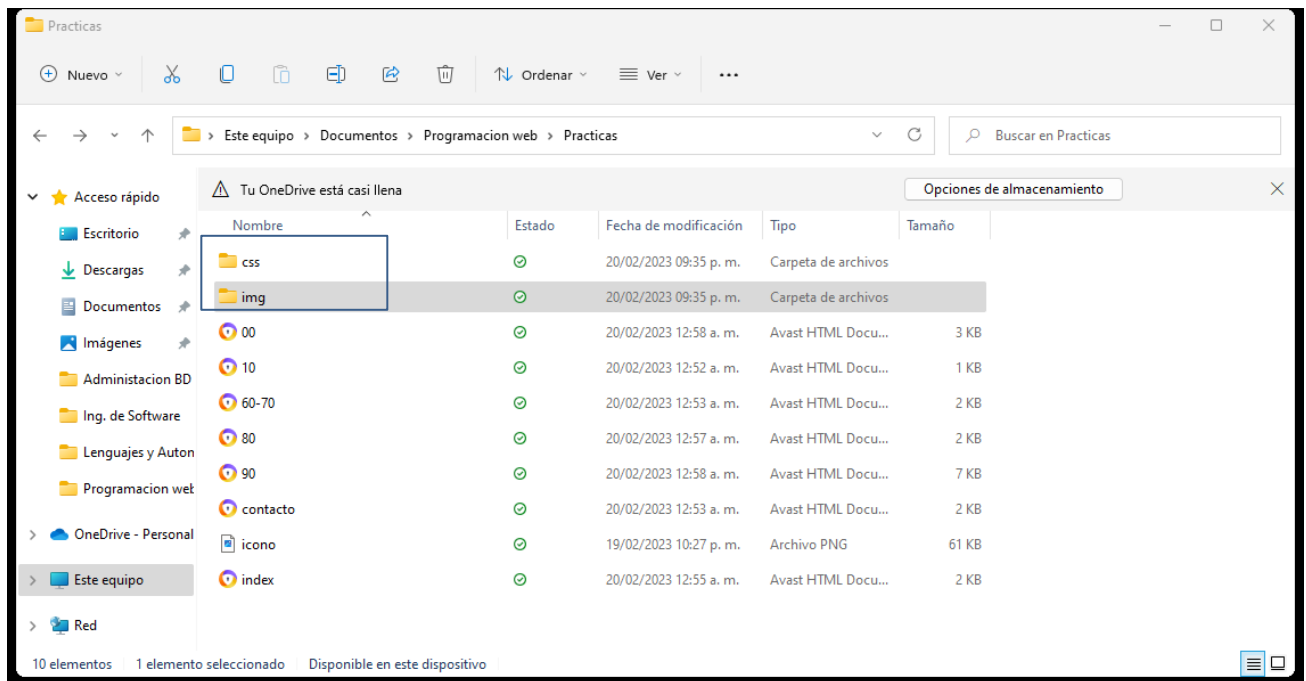 Practicas
Nuevo Ordenar Ver ...
Este equipo > Documentos > Programacion web > Practicas Buscar en Practicas
Acceso rápido
Escritorio
Descargas
Documentos
Imágenes
Administacion BD
Ing. de Software
Lenguajes y Auton
Programacion web
OneDrive - Personal
Este equipo
Red
Tu OneDrive está casi llena Opciones de almacenamiento
Nombre Estado Fecha de modificación Tipo Tamaño
css 20/02/2023 09:35 p. m. Carpeta de archivos
img 20/02/2023 09:35 p. m. Carpeta de archivos
00 20/02/2023 12:58 a. m. Avast HTML Docu... 3 KB
10 20/02/2023 12:52 a. m. Avast HTML Docu... 1 KB
60-70 20/02/2023 12:53 a. m. Avast HTML Docu... 2 KB
80 20/02/2023 12:57 a. m. Avast HTML Docu... 2 KB
90 20/02/2023 12:58 a. m. Avast HTML Docu... 7 KB
contacto 20/02/2023 12:53 a. m. Avast HTML Docu... 2 KB
icono 19/02/2023 10:27 p. m. Archivo PNG 61 KB
index 20/02/2023 12:55 a. m. Avast HTML Docu... 2 KB
10 elementos 1 elemento seleccionado Disponible en este dispositivo